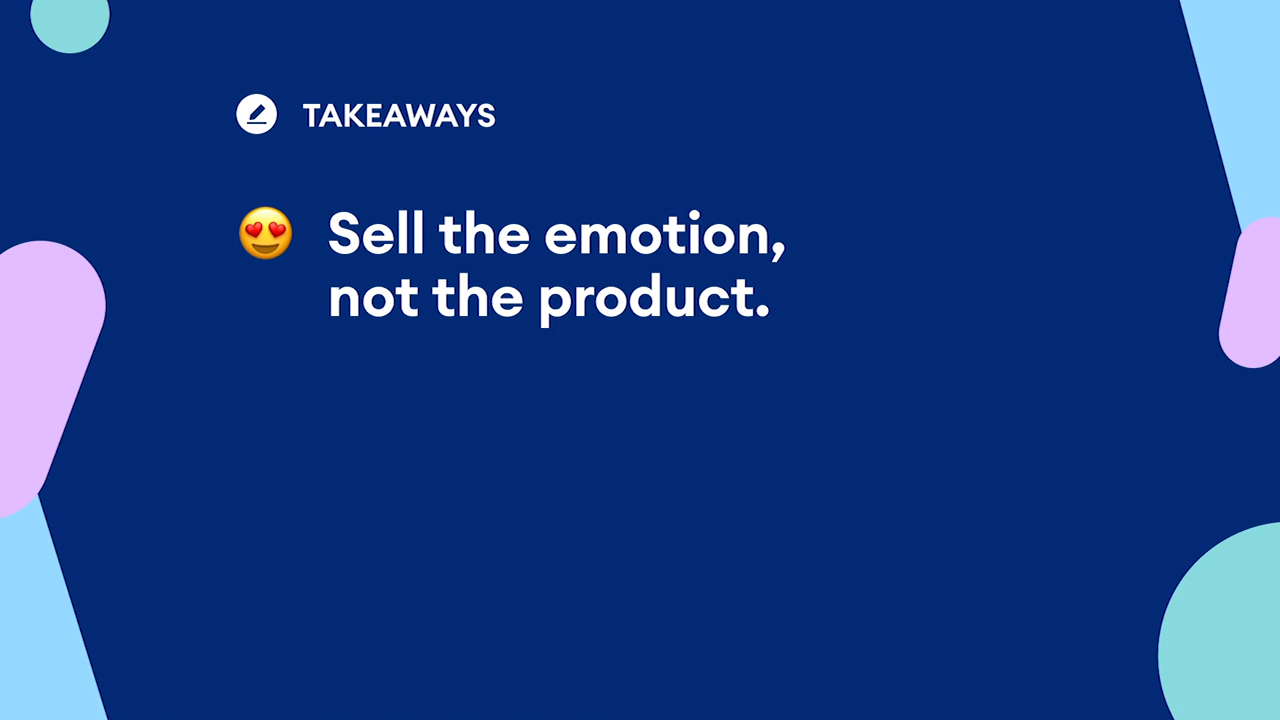 TAKEAWAYS
Sell the emotion,
not the product.